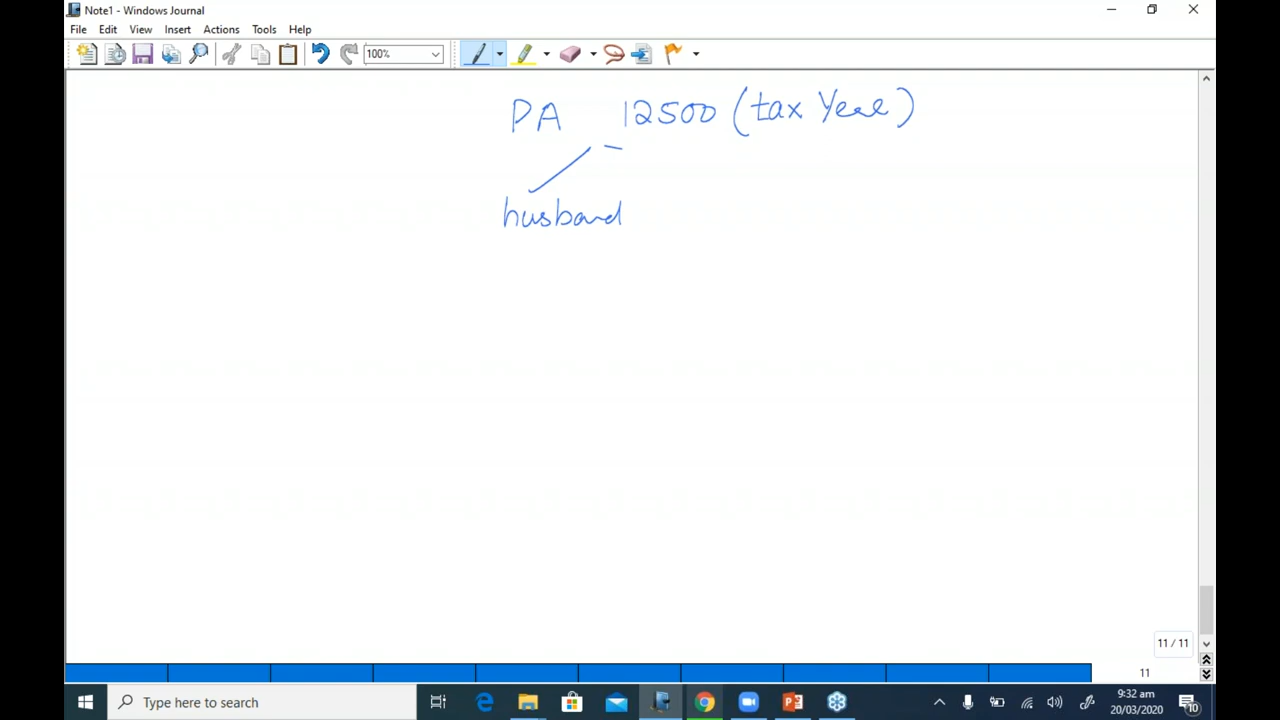 Note1 - Windows Journal
File Edit View Insert Actions Tools Help
100%
PA 12500 (tax Year)
husband
11 / 11
11
Type here to search
9:32 am
20/03/2020
10